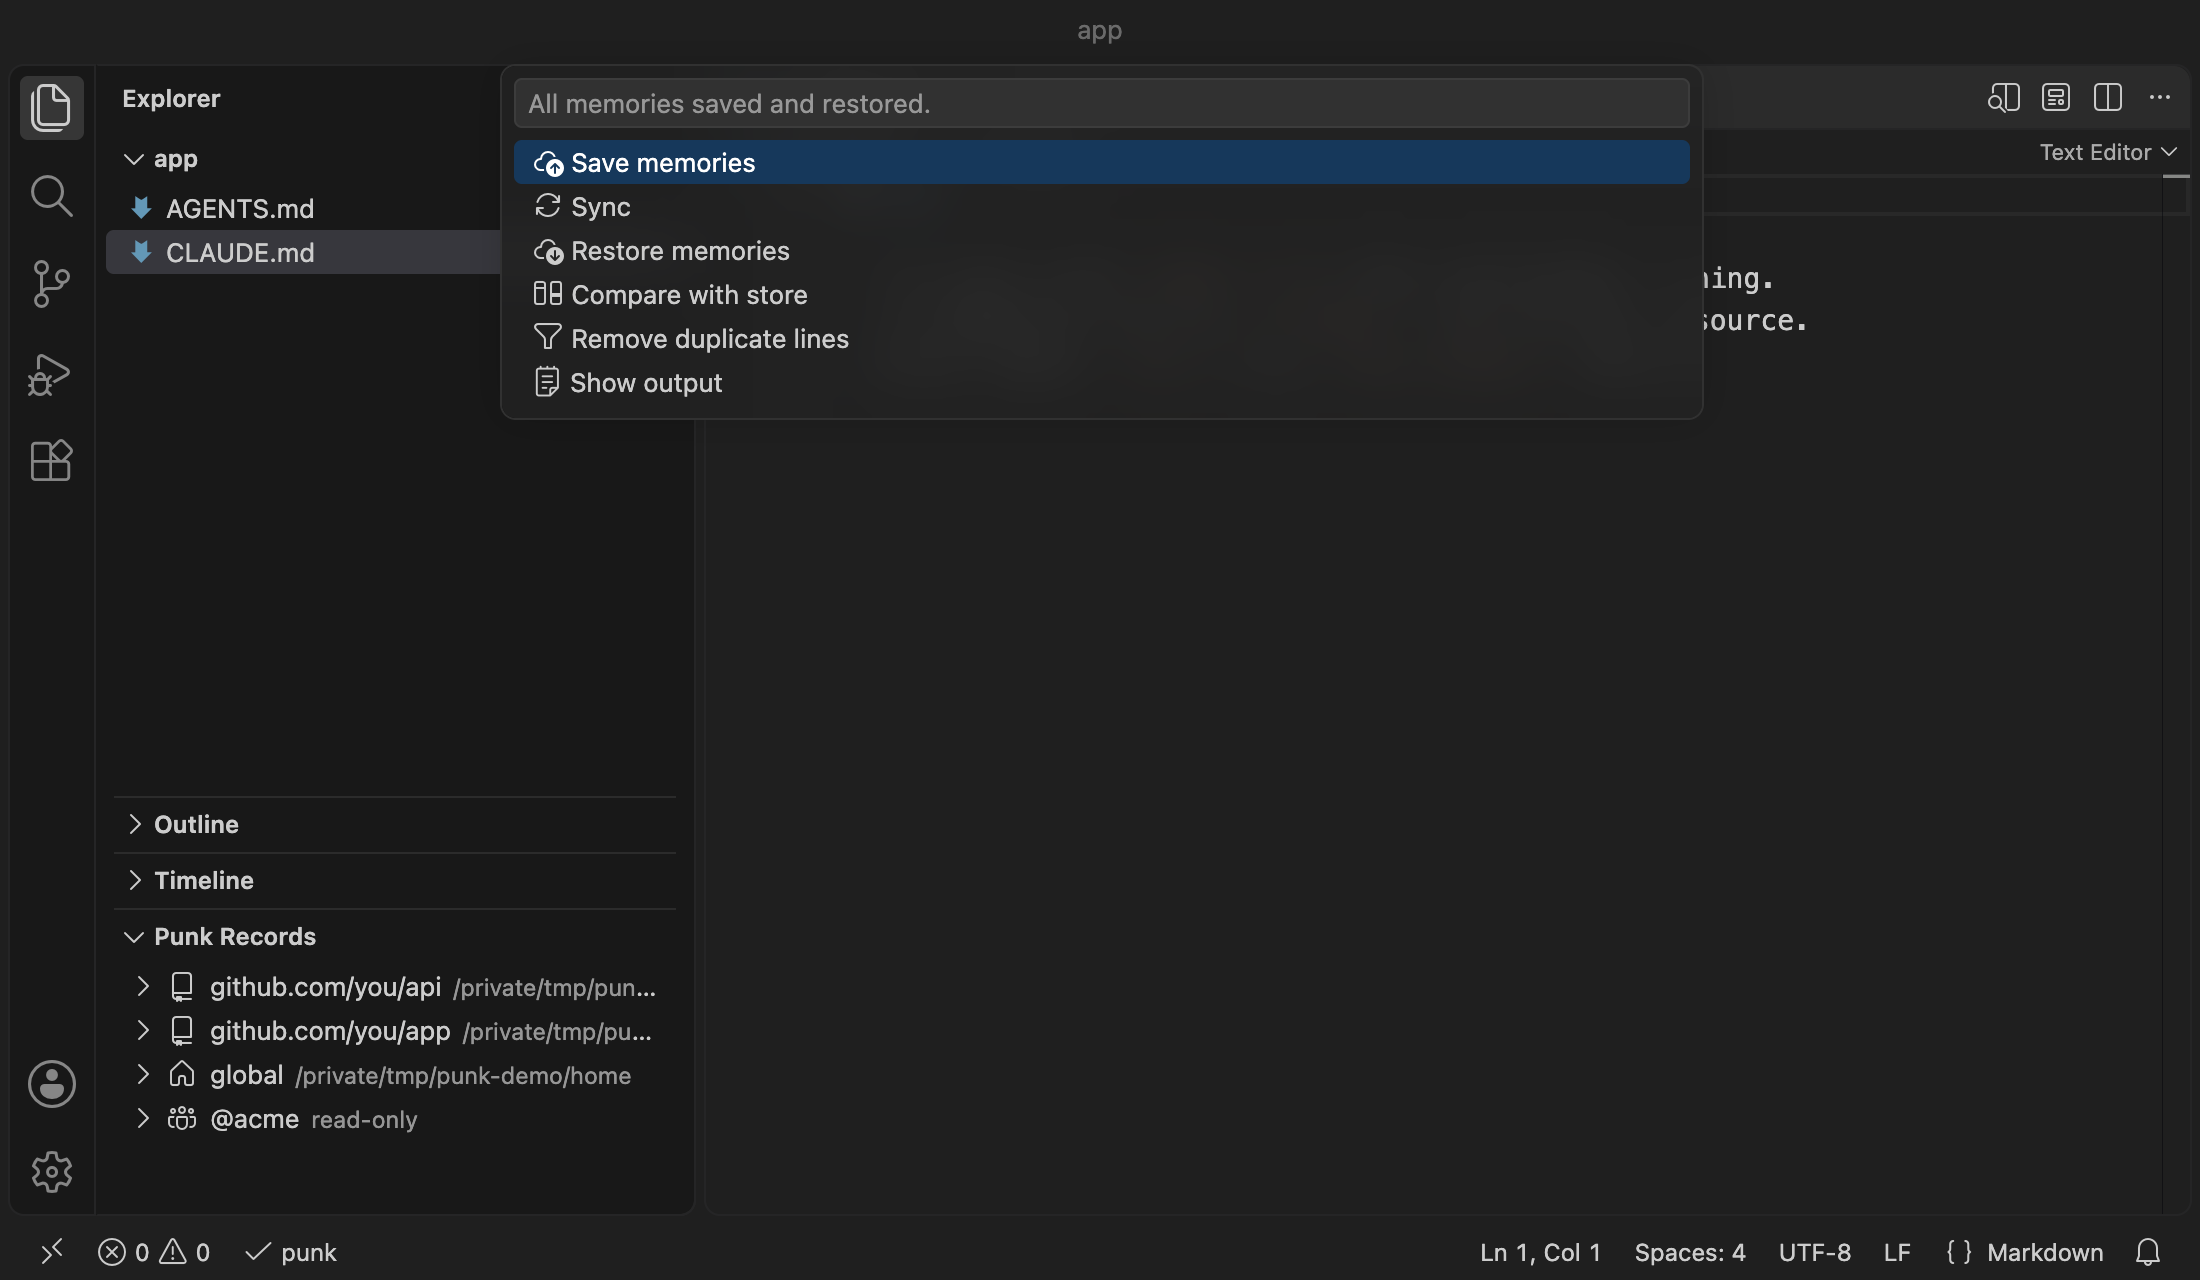 app
Explorer
app
AGENTS.md
CLAUDE.md
All memories saved and restored.
Save memories
Sync
Restore memories
Compare with store
Remove duplicate lines
Show output
Text Editor
source.
Outline
Timeline
Punk Records
github.com/you/api /private/tmp/pun...
github.com/you/app /private/tmp/pu...
global /private/tmp/punk-demo/home
@acme read-only
0 0 punk
Ln 1, Col 1 Spaces: 4 UTF-8 LF { } Markdown